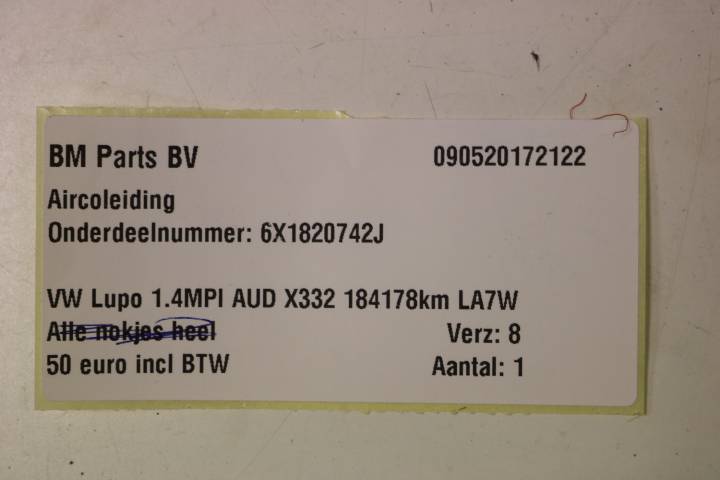 BM Parts BV 090520172122
Aircoleiding
Onderdeelnummer: 6X1820742J
VW Lupo 1.4MPI AUD X332 184178km LA7W
Alle nokjes heel Verz: 8
50 euro incl BTW Aantal: 1